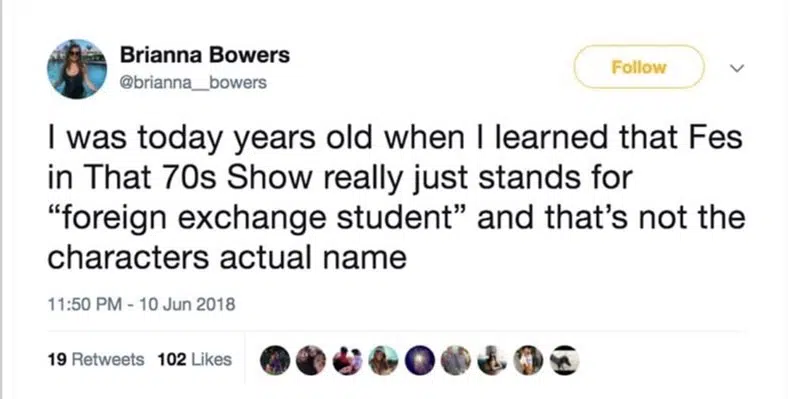 Brianna Bowers
@brianna__bowers
Follow
I was today years old when I learned that Fes
in That 70s Show really just stands for
“foreign exchange student” and that’s not the
characters actual name
11:50 PM - 10 Jun 2018
19 Retweets 102 Likes